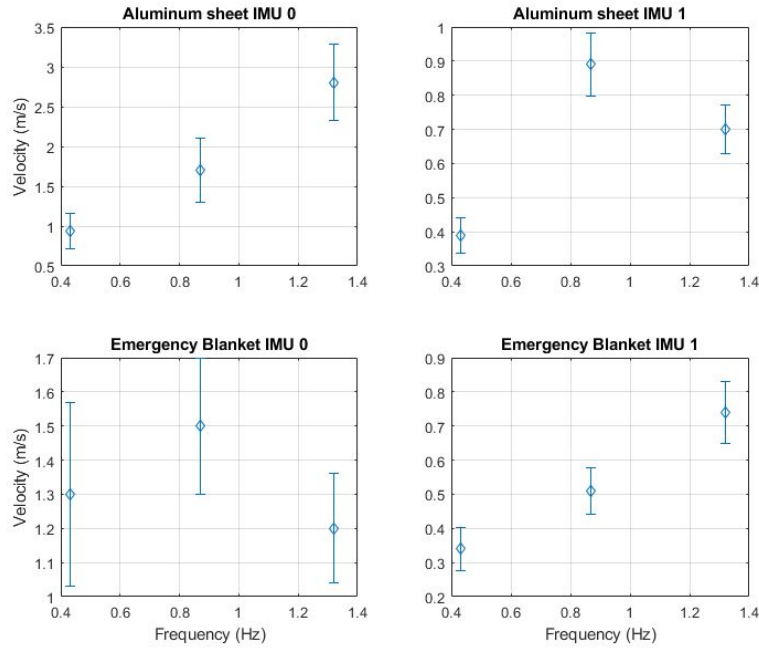 Aluminum sheet IMU 0
Velocity (m/s)
3.5
3
2.5
2
1.5
1
0.5
0.4 0.6 0.8 1 1.2 1.4
Aluminum sheet IMU 1
1
0.9
0.8
0.7
0.6
0.5
0.4
0.3
0.4 0.6 0.8 1 1.2 1.4
Emergency Blanket IMU 0
Velocity (m/s)
1.7
1.6
1.5
1.4
1.3
1.2
1.1
1
0.4 0.6 0.8 1 1.2 1.4
Frequency (Hz)
Emergency Blanket IMU 1
0.9
0.8
0.7
0.6
0.5
0.4
0.3
0.2
0.4 0.6 0.8 1 1.2 1.4
Frequency (Hz)